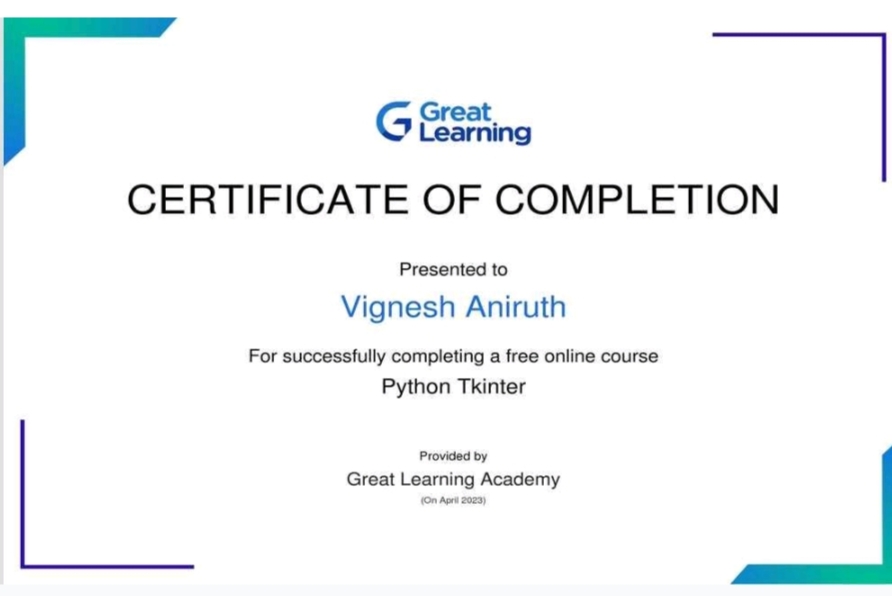 Great
Learning
CERTIFICATE OF COMPLETION
Presented to
Vignesh Aniruth
For successfully completing a free online course
Python Tkinter
Provided by
Great Learning Academy
(On April 2023)